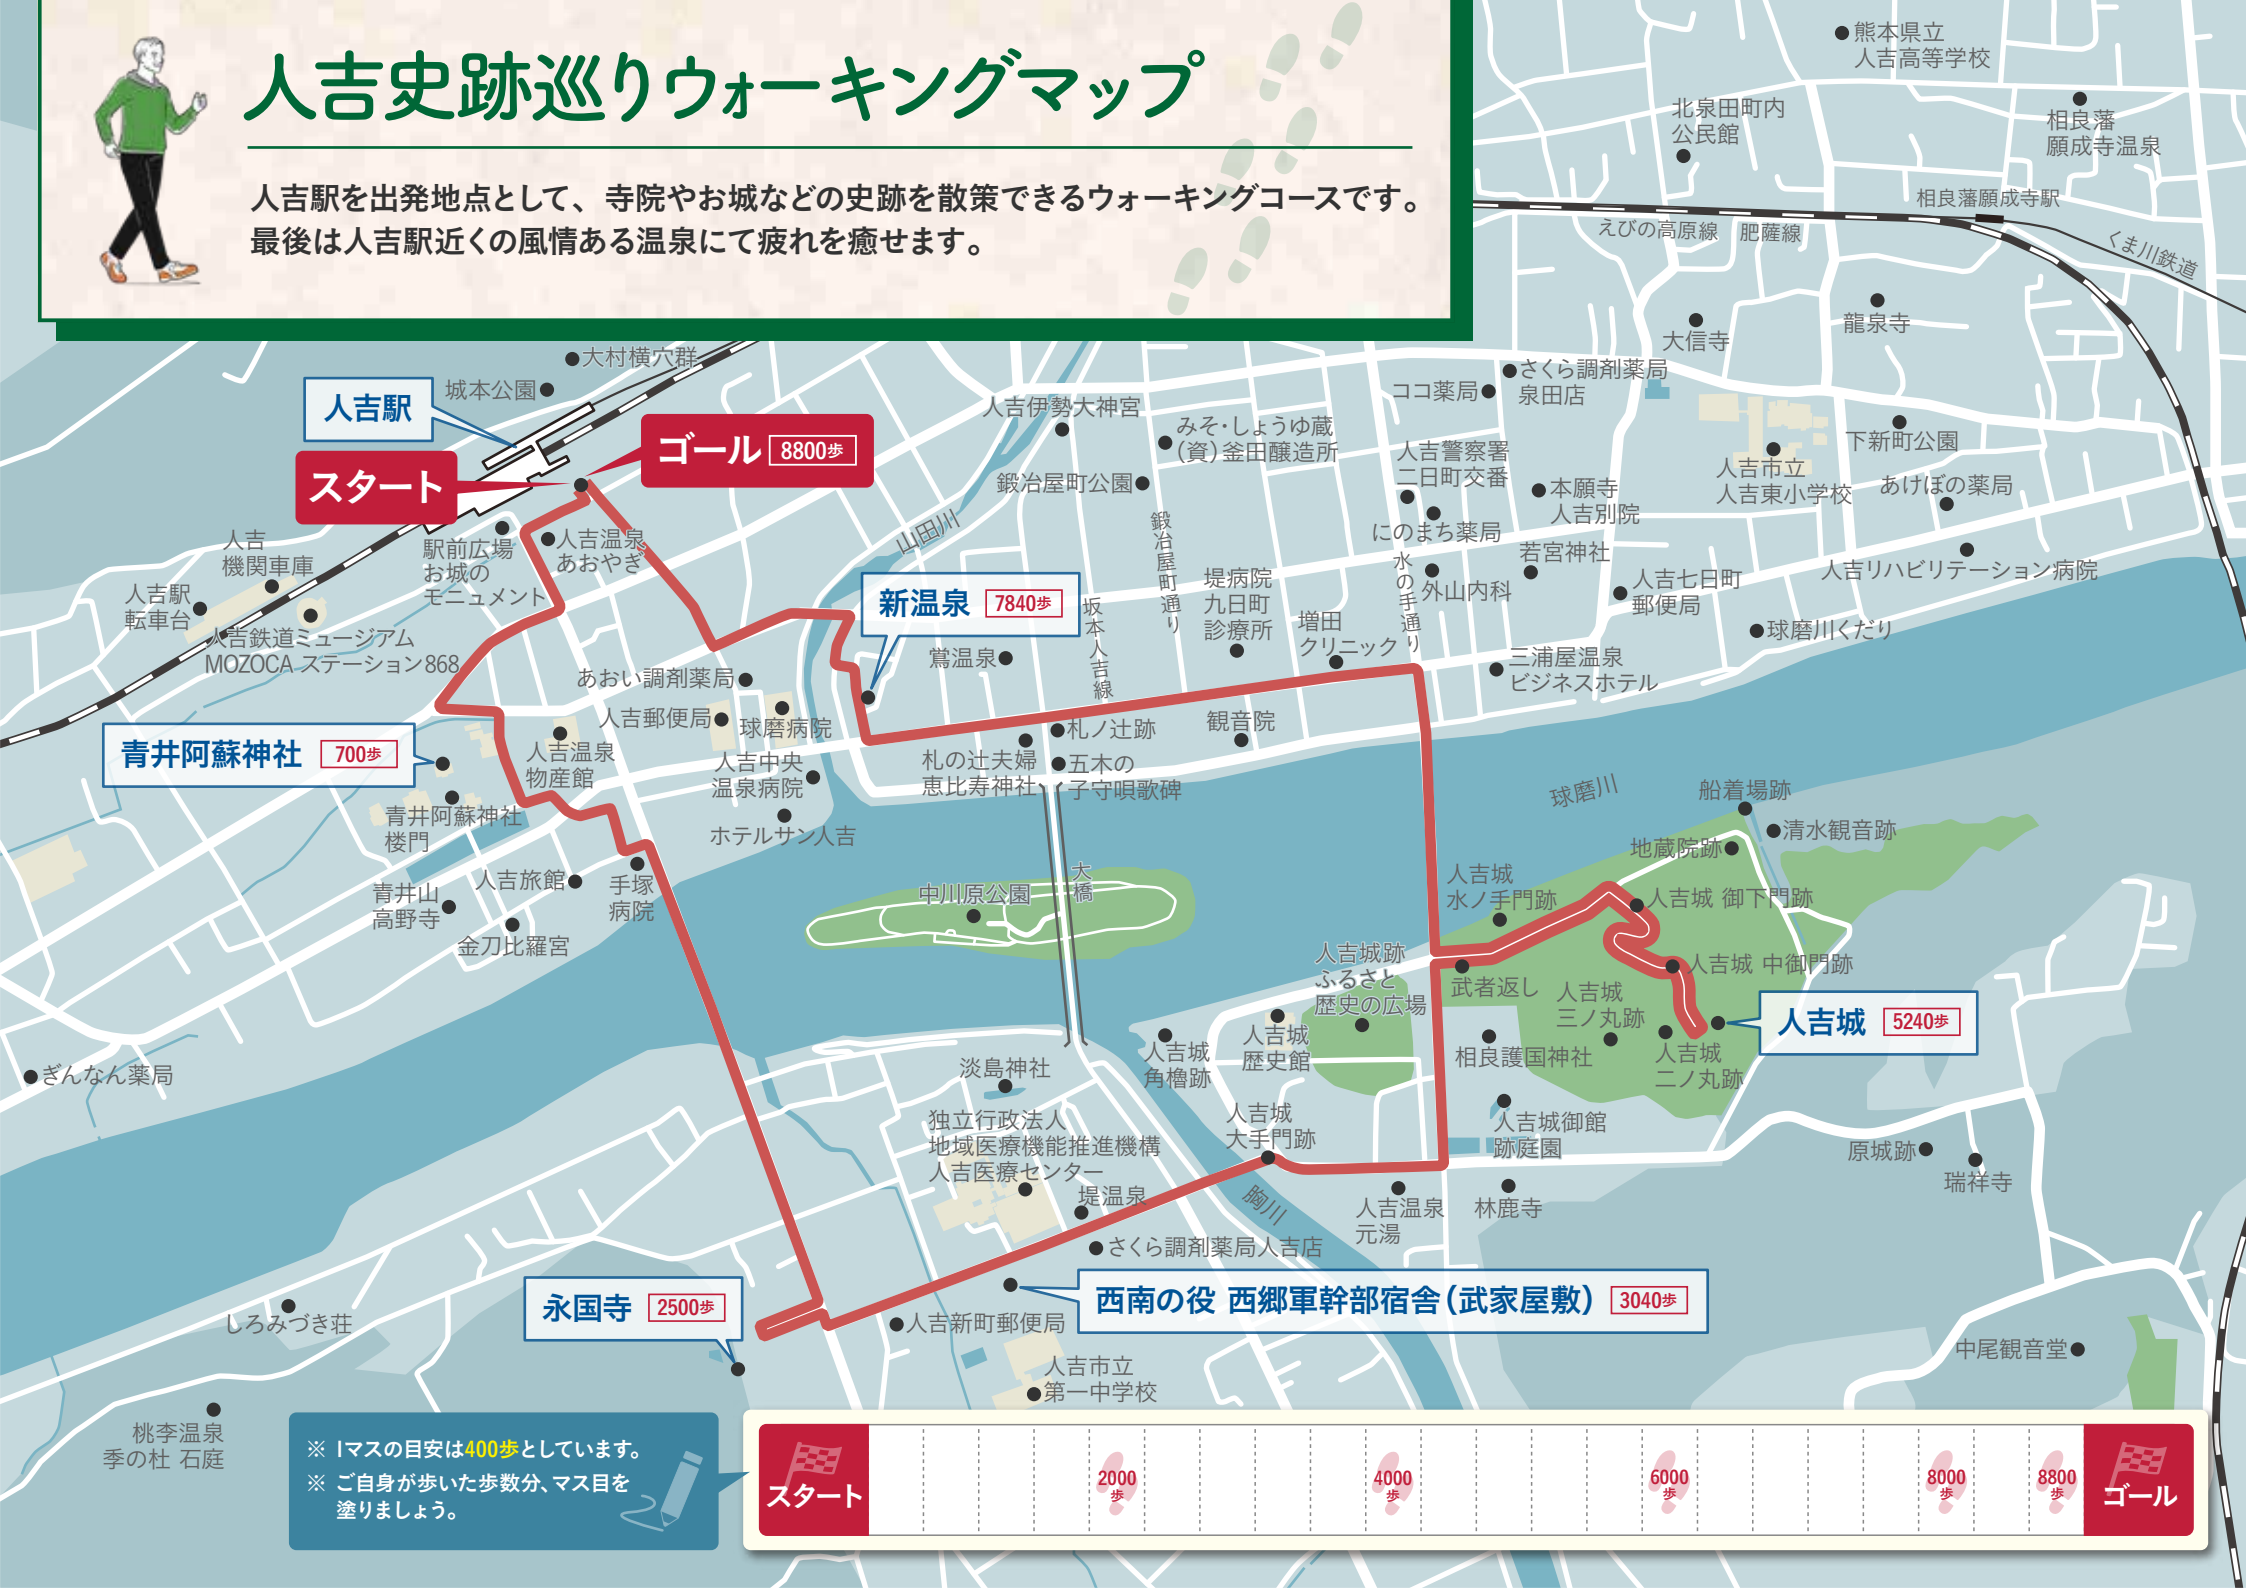 人吉史跡巡りウォーキングマップ
人吉駅を出発地点として、寺院やお城などの史跡を散策できるウォーキングコースです。
最後は人吉駅近くの風情ある温泉にて疲れを癒せます。
熊本県立
人吉高等学校
北泉田町内
公民館
相良藩
願成寺温泉
相良藩願成寺駅
えびの高原線 肥薩線
くま川鉄道
龍泉寺
大信寺
大村横穴群
城本公園
人吉駅
スタート
ゴール 8800歩
人吉伊勢大神宮
みそ・しょうゆ蔵
(資)釜田醸造所
鍛冶屋町公園
ココ薬局
さくら調剤薬局
泉田店
人吉警察署
二日町交番
にのまち薬局
本願寺
人吉別院
人吉市立
人吉東小学校
下新町公園
あけぼの薬局
人吉
機関車庫
人吉駅
転車台
人吉鉄道ミュージアム
MOZOCA ステーション868
駅前広場
お城の
モニュメント
人吉温泉
あおやぎ
山田川
鍛冶屋町通り
新温泉 7840歩
坂本人吉線
堤病院
九日町
診療所
増田
クリニック
水の手通り
外山内科
若宮神社
人吉七日町
郵便局
人吉リハビリテーション病院
球磨川くだり
鶯温泉
三浦屋温泉
ビジネスホテル
あおい調剤薬局
人吉郵便局
球磨病院
青井阿蘇神社 700歩
人吉温泉
物産館
人吉中央
温泉病院
札ノ辻跡
札の辻夫婦
恵比寿神社
五木の
子守唄歌碑
観音院
ホテルサン人吉
青井阿蘇神社
楼門
青井山
高野寺
人吉旅館
金刀比羅宮
手塚
病院
中川原公園
大橋
球磨川
船着場跡
清水観音跡
地蔵院跡
人吉城
水ノ手門跡
人吉城 御下門跡
人吉城 中御門跡
武者返し
人吉城
三ノ丸跡
人吉城
二ノ丸跡
人吉城 5240歩
人吉城跡
ふるさと
歴史の広場
人吉城
歴史館
人吉城
角櫓跡
相良護国神社
人吉城御館
跡庭園
人吉城
大手門跡
ぎんなん薬局
淡島神社
独立行政法人
地域医療機能推進機構
人吉医療センター
堤温泉
さくら調剤薬局人吉店
胸川
人吉温泉
元湯
林鹿寺
原城跡
瑞祥寺
永国寺 2500歩
西南の役 西郷軍幹部宿舎(武家屋敷) 3040歩
人吉新町郵便局
人吉市立
第一中学校
しろみづき荘
桃李温泉
季の杜 石庭
中尾観音堂
※ 1マスの目安は400歩としています。
※ ご自身が歩いた歩数分、マス目を
塗りましょう。
スタート
2000
歩
4000
歩
6000
歩
8000
歩
8800
歩
ゴール